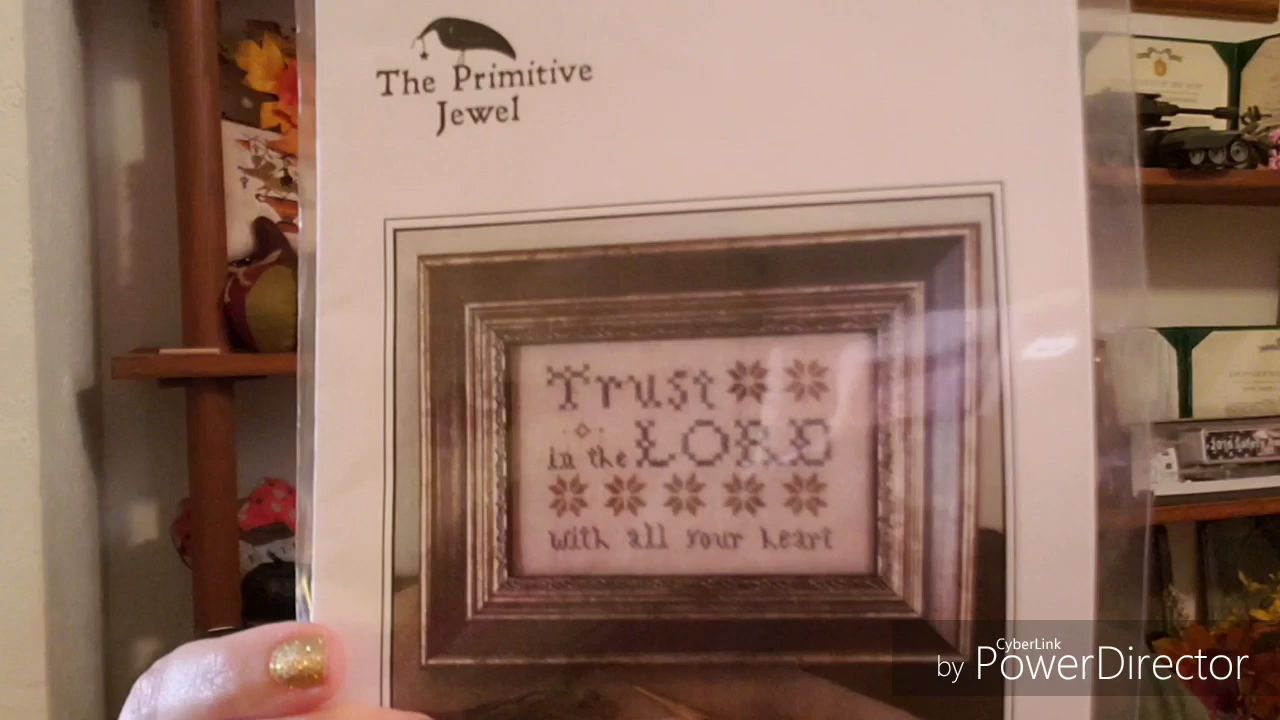 The Primitive
Jewel
Trust
in the LORD
with all your heart
CyberLink
by PowerDirector